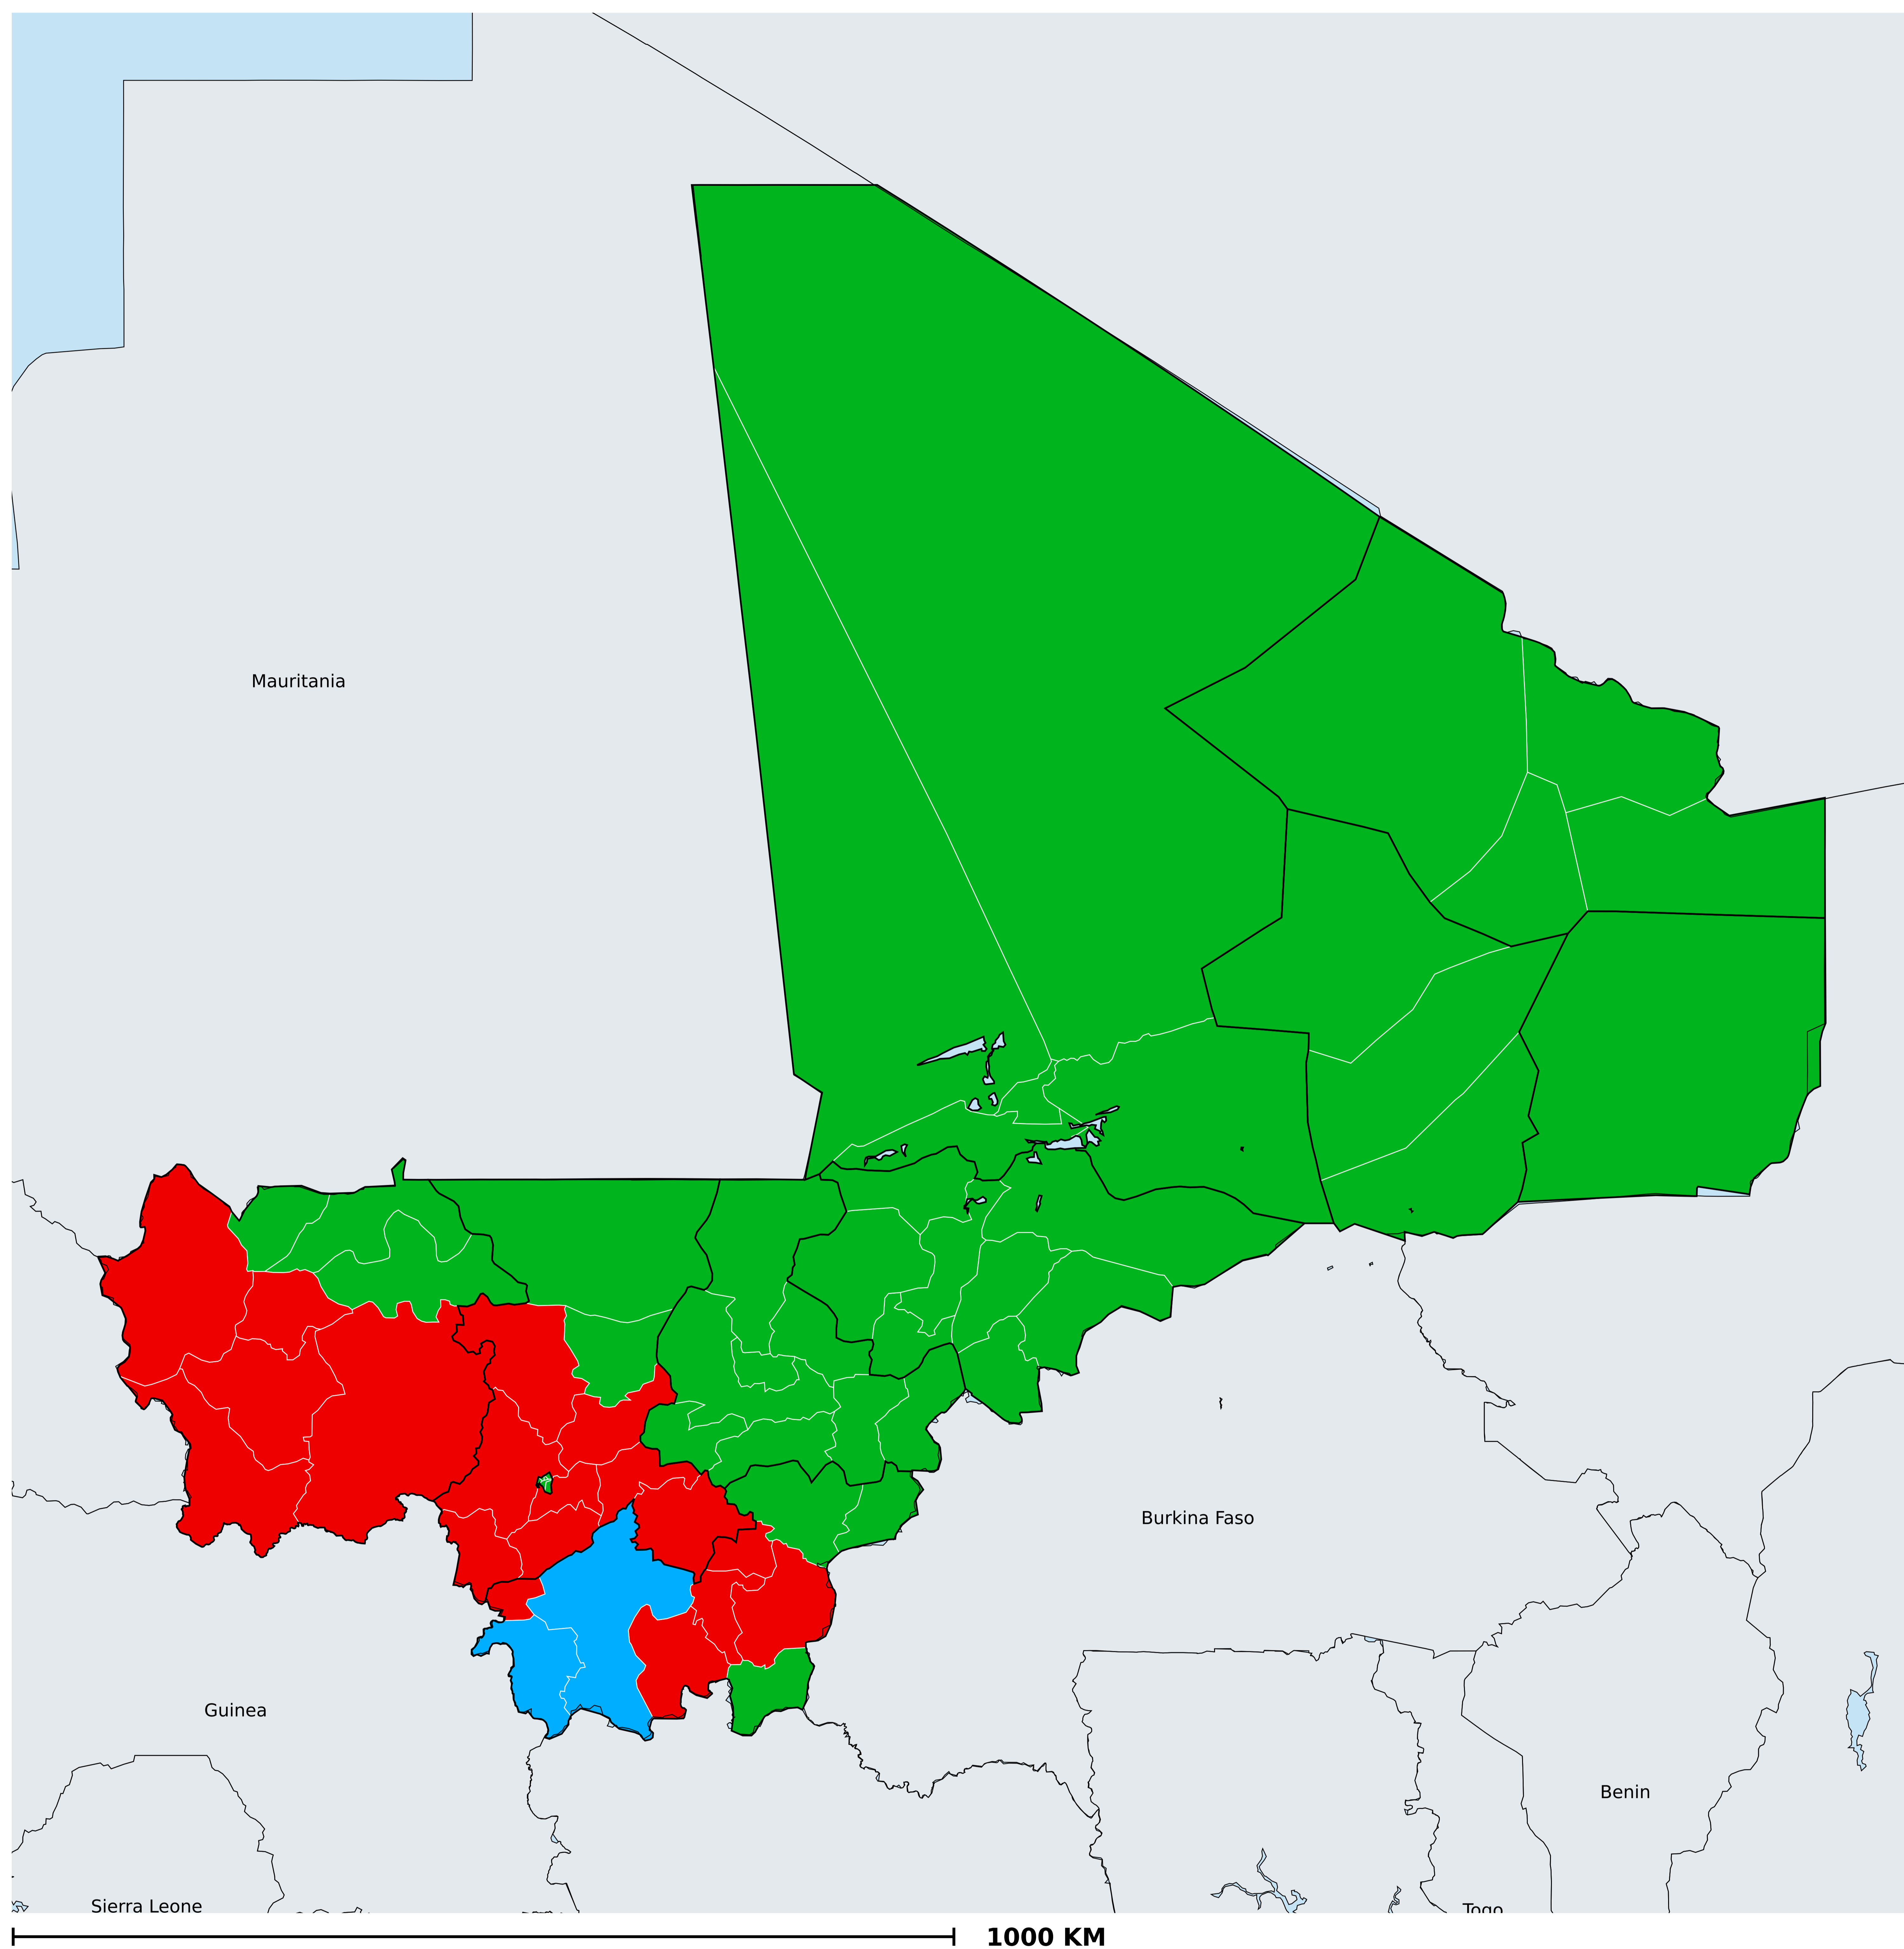 Mauritania
Burkina Faso
Guinea
Benin
Sierra Leone
Togo
1000 KM